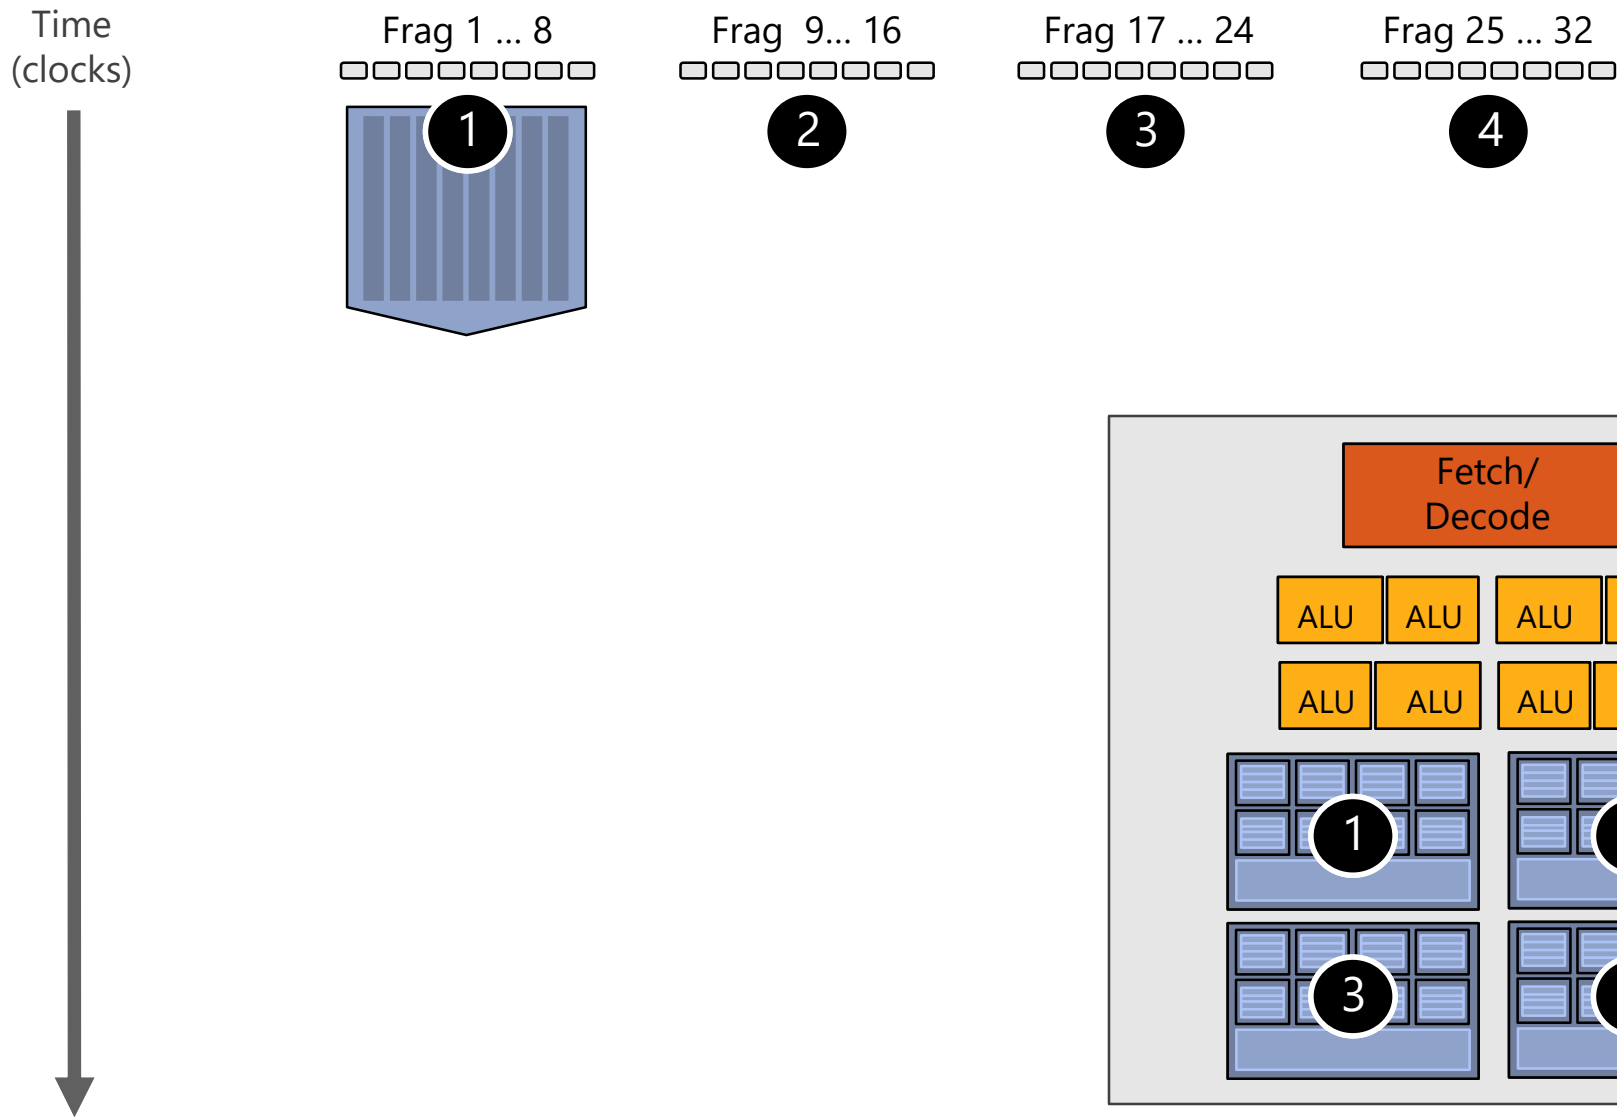 Time
(clocks)
Frag 1 … 8
Frag 9… 16
Frag 17 … 24
Frag 25 … 32
1
2
3
4
Fetch/
Decode
ALU ALU ALU
ALU ALU ALU
1
3